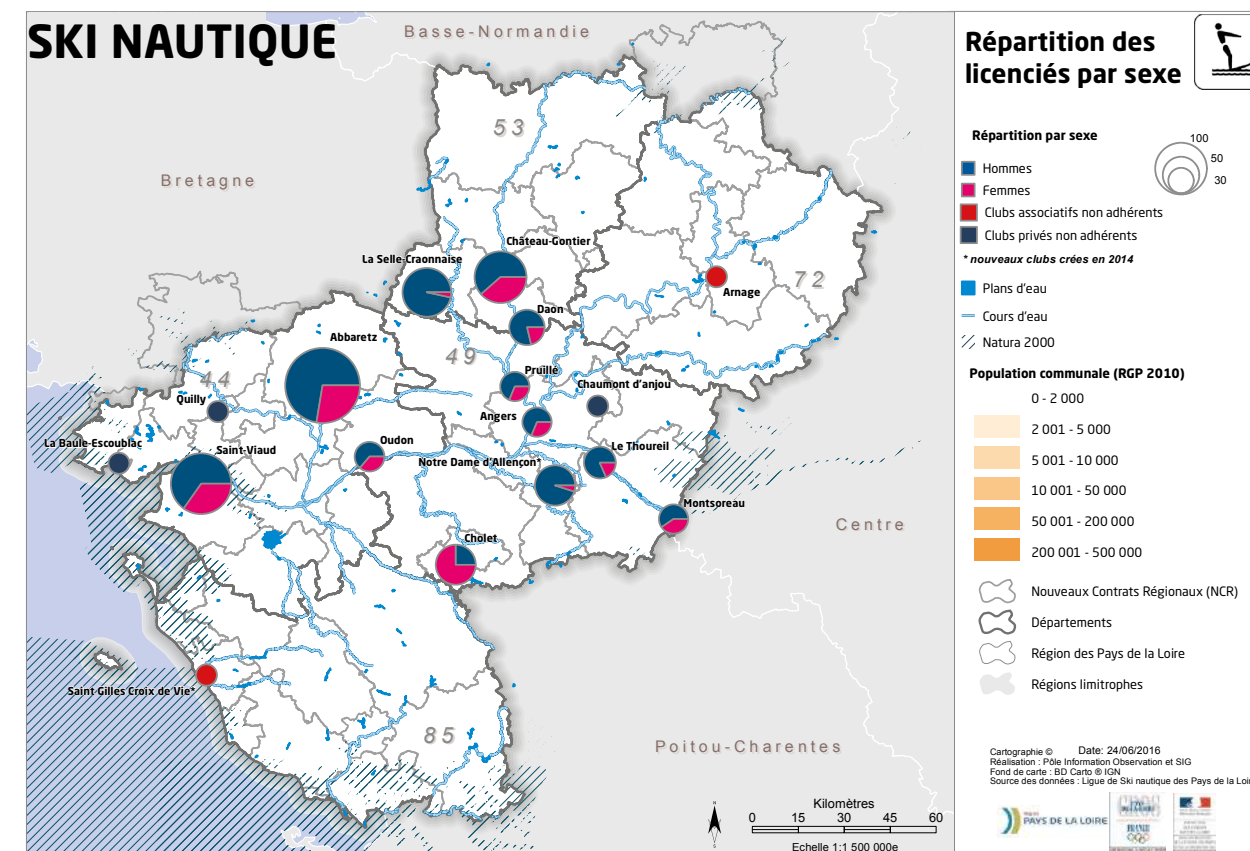 SKI NAUTIQUE
Basse-Normandie
Bretagne
53
72
49
44
85
Centre
Poitou-Charentes
Château-Gontier
La Selle-Craonnaise
Daon
Arnage
Abbaretz
Pruillé
Chaumont d'anjou
Quilly
Angers
La Baule-Escoublac
Saint-Viaud
Oudon
Le Thoureil
Notre Dame d'Allençon*
Montsoreau
Cholet
Saint Gilles Croix de Vie*
Kilomètres
0 15 30 45 60
Echelle 1:1 500 000e
Répartition des
licenciés par sexe
Répartition par sexe
100
50
30
Hommes
Femmes
Clubs associatifs non adhérents
Clubs privés non adhérents
* nouveaux clubs crées en 2014
Plans d'eau
Cours d'eau
Natura 2000
Population communale (RGP 2010)
0 - 2 000
2 001 - 5 000
5 001 - 10 000
10 001 - 50 000
50 001 - 200 000
200 001 - 500 000
Nouveaux Contrats Régionaux (NCR)
Départements
Région des Pays de la Loire
Régions limitrophes
Cartographie © Date: 24/06/2016
Réalisation : Pôle Information Observation et SIG
Fond de carte : BD Carto ® IGN
Source des données : Ligue de Ski nautique des Pays de la Loir
PAYS DE LA LOIRE
CROS
FRANCE